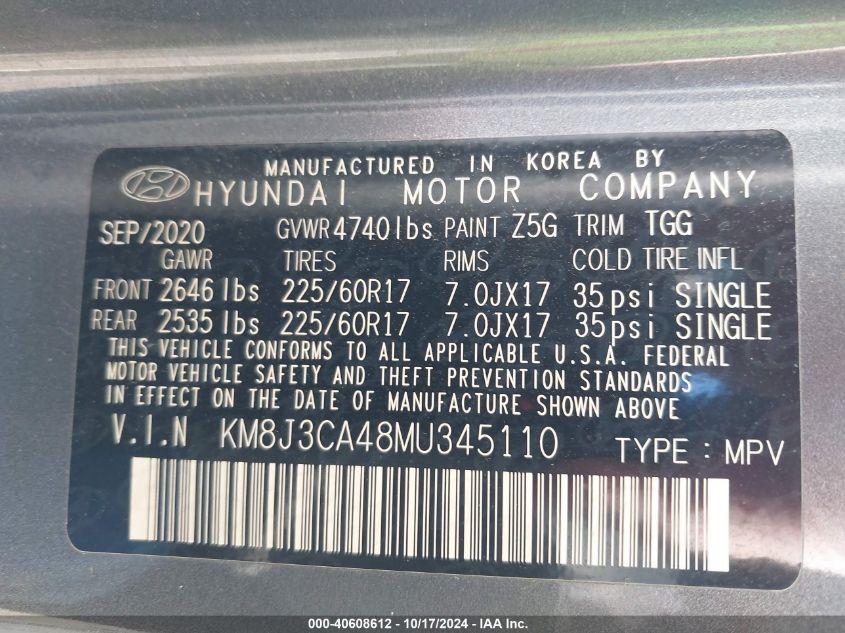 MANUFACTURED IN KOREA BY
HYUNDAI MOTOR COMPANY
SEP/2020 GVWR 4740 lbs PAINT Z5G TRIM TGG
GAWR TIRES RIMS COLD TIRE INFL
FRONT 2646 lbs 225/60R17 7.0JX17 35psi SINGLE
REAR 2535 lbs 225/60R17 7.0JX17 35psi SINGLE
THIS VEHICLE CONFORMS TO ALL APPLICABLE U.S.A. FEDERAL
MOTOR VEHICLE SAFETY AND THEFT PREVENTION STANDARDS
IN EFFECT ON THE DATE OF MANUFACTURE SHOWN ABOVE
V.I.N KM8J3CA48MU345110 TYPE: MPV
000-40608612 - 10/17/2024 - IAA Inc.